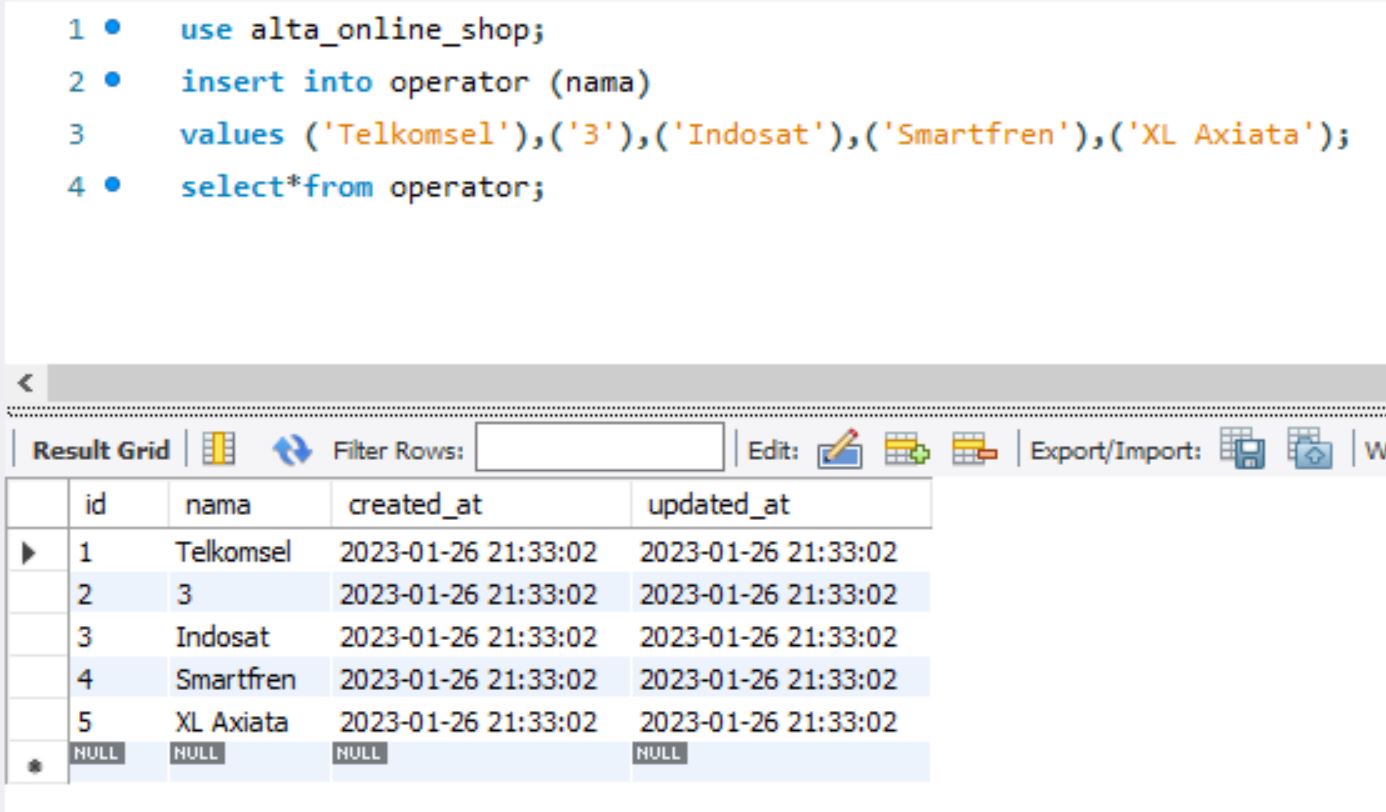 1 use alta_online_shop;
2 insert into operator (nama)
3 values ('Telkomsel'),('3'),('Indosat'),('Smartfren'),('XL Axiata');
4 select*from operator;
Result Grid Filter Rows: Edit: Export/Import: W
id nama created_at updated_at
1 Telkomsel 2023-01-26 21:33:02 2023-01-26 21:33:02
2 3 2023-01-26 21:33:02 2023-01-26 21:33:02
3 Indosat 2023-01-26 21:33:02 2023-01-26 21:33:02
4 Smartfren 2023-01-26 21:33:02 2023-01-26 21:33:02
5 XL Axiata 2023-01-26 21:33:02 2023-01-26 21:33:02
NULL NULL NULL NULL